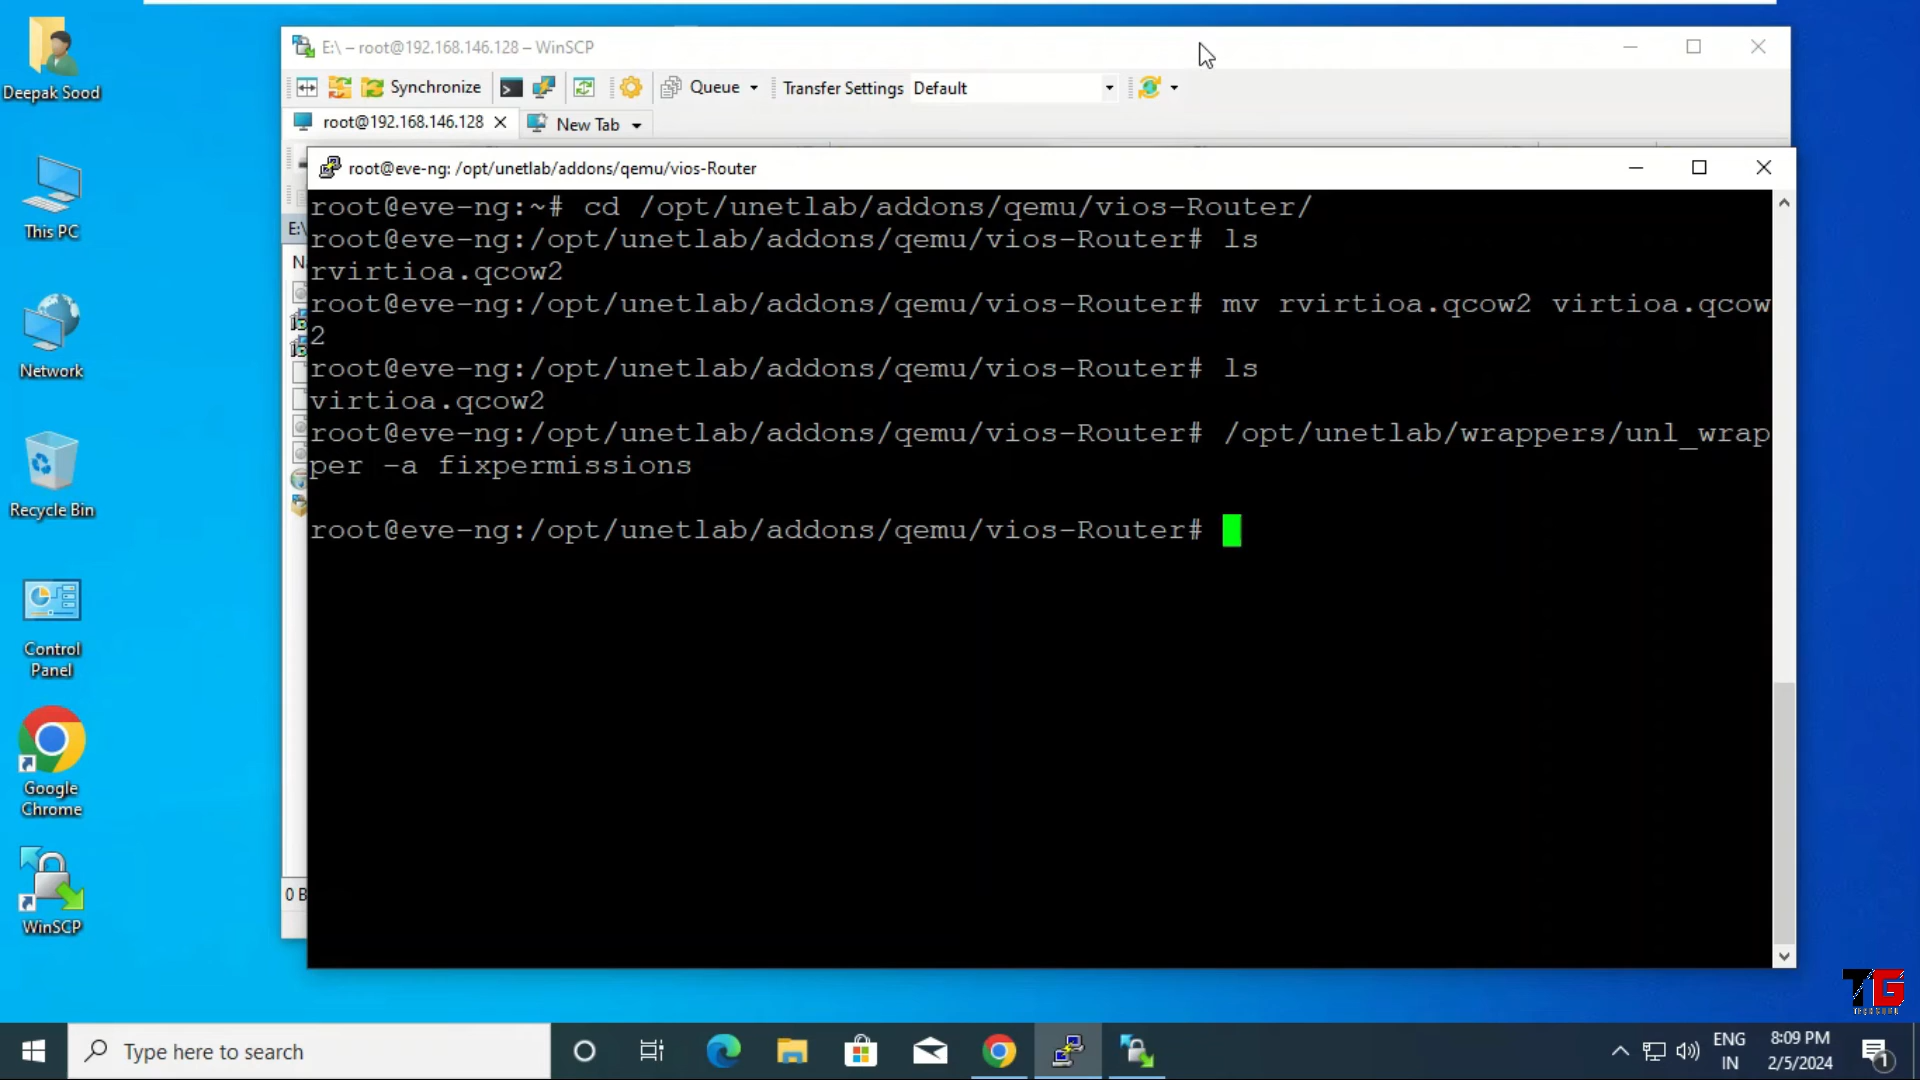 Deepak Sood
This PC
Network
Recycle Bin
Control
Panel
Google
Chrome
WinSCP
E:\ – root@192.168.146.128 – WinSCP
Synchronize
Queue
Transfer Settings Default
root@192.168.146.128
New Tab
root@eve-ng: /opt/unetlab/addons/qemu/vios-Router
root@eve-ng:~# cd /opt/unetlab/addons/qemu/vios-Router/
root@eve-ng:/opt/unetlab/addons/qemu/vios-Router# ls
rvirtioa.qcow2
root@eve-ng:/opt/unetlab/addons/qemu/vios-Router# mv rvirtioa.qcow2 virtioa.qcow
2
root@eve-ng:/opt/unetlab/addons/qemu/vios-Router# ls
virtioa.qcow2
root@eve-ng:/opt/unetlab/addons/qemu/vios-Router# /opt/unetlab/wrappers/unl_wrap
per -a fixpermissions
root@eve-ng:/opt/unetlab/addons/qemu/vios-Router#
E:\
N
0 B
TG
Type here to search
ENG
IN
8:09 PM
2/5/2024
1